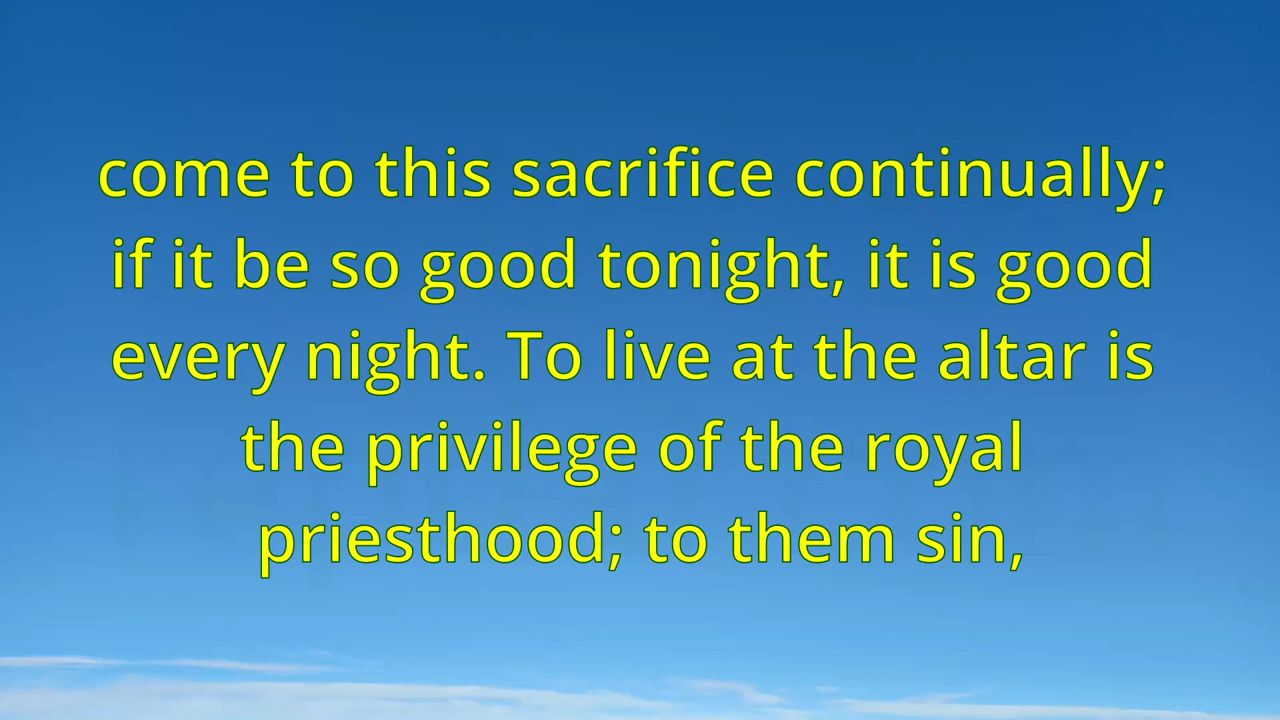 come to this sacrifice continually;
if it be so good tonight, it is good
every night. To live at the altar is
the privilege of the royal
priesthood; to them sin,